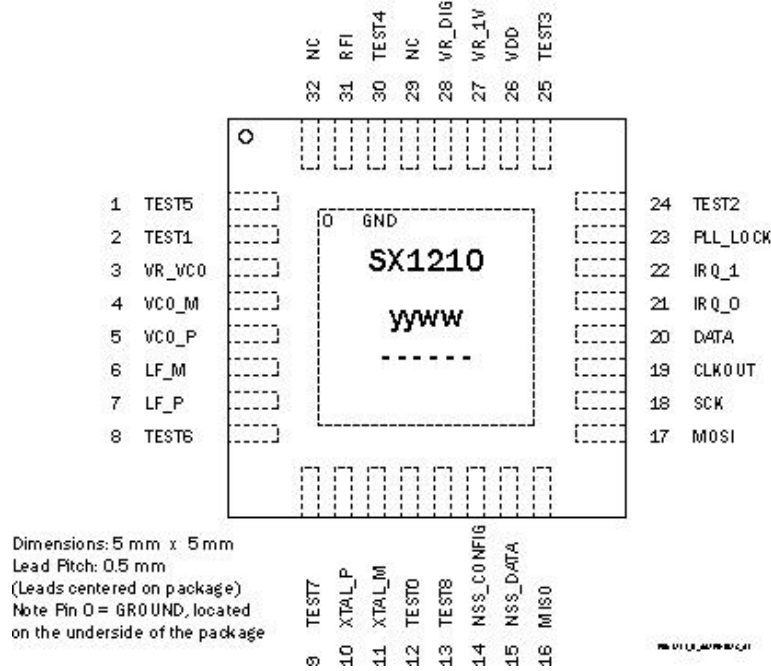 32 NC
31 RFI
30 TEST4
29 NC
28 VR_DIG
27 VR_1V
26 VDD
25 TEST3
1 TEST5
2 TEST1
3 VR_VCO
4 VCO_M
5 VCO_P
6 LF_M
7 LF_P
8 TEST6
0 GND
SX1210
yyww
------
24 TEST2
23 PLL_LOCK
22 IRQ_1
21 IRQ_0
20 DATA
19 CLKOUT
18 SCK
17 MOSI
9 TEST7
10 XTAL_P
11 XTAL_M
12 TEST0
13 TEST8
14 NSS_CONFIG
15 NSS_DATA
16 MISO
Dimensions: 5 mm x 5 mm
Lead Pitch: 0.5 mm
(Leads centered on package)
Note Pin 0 = GROUND, located
on the underside of the package